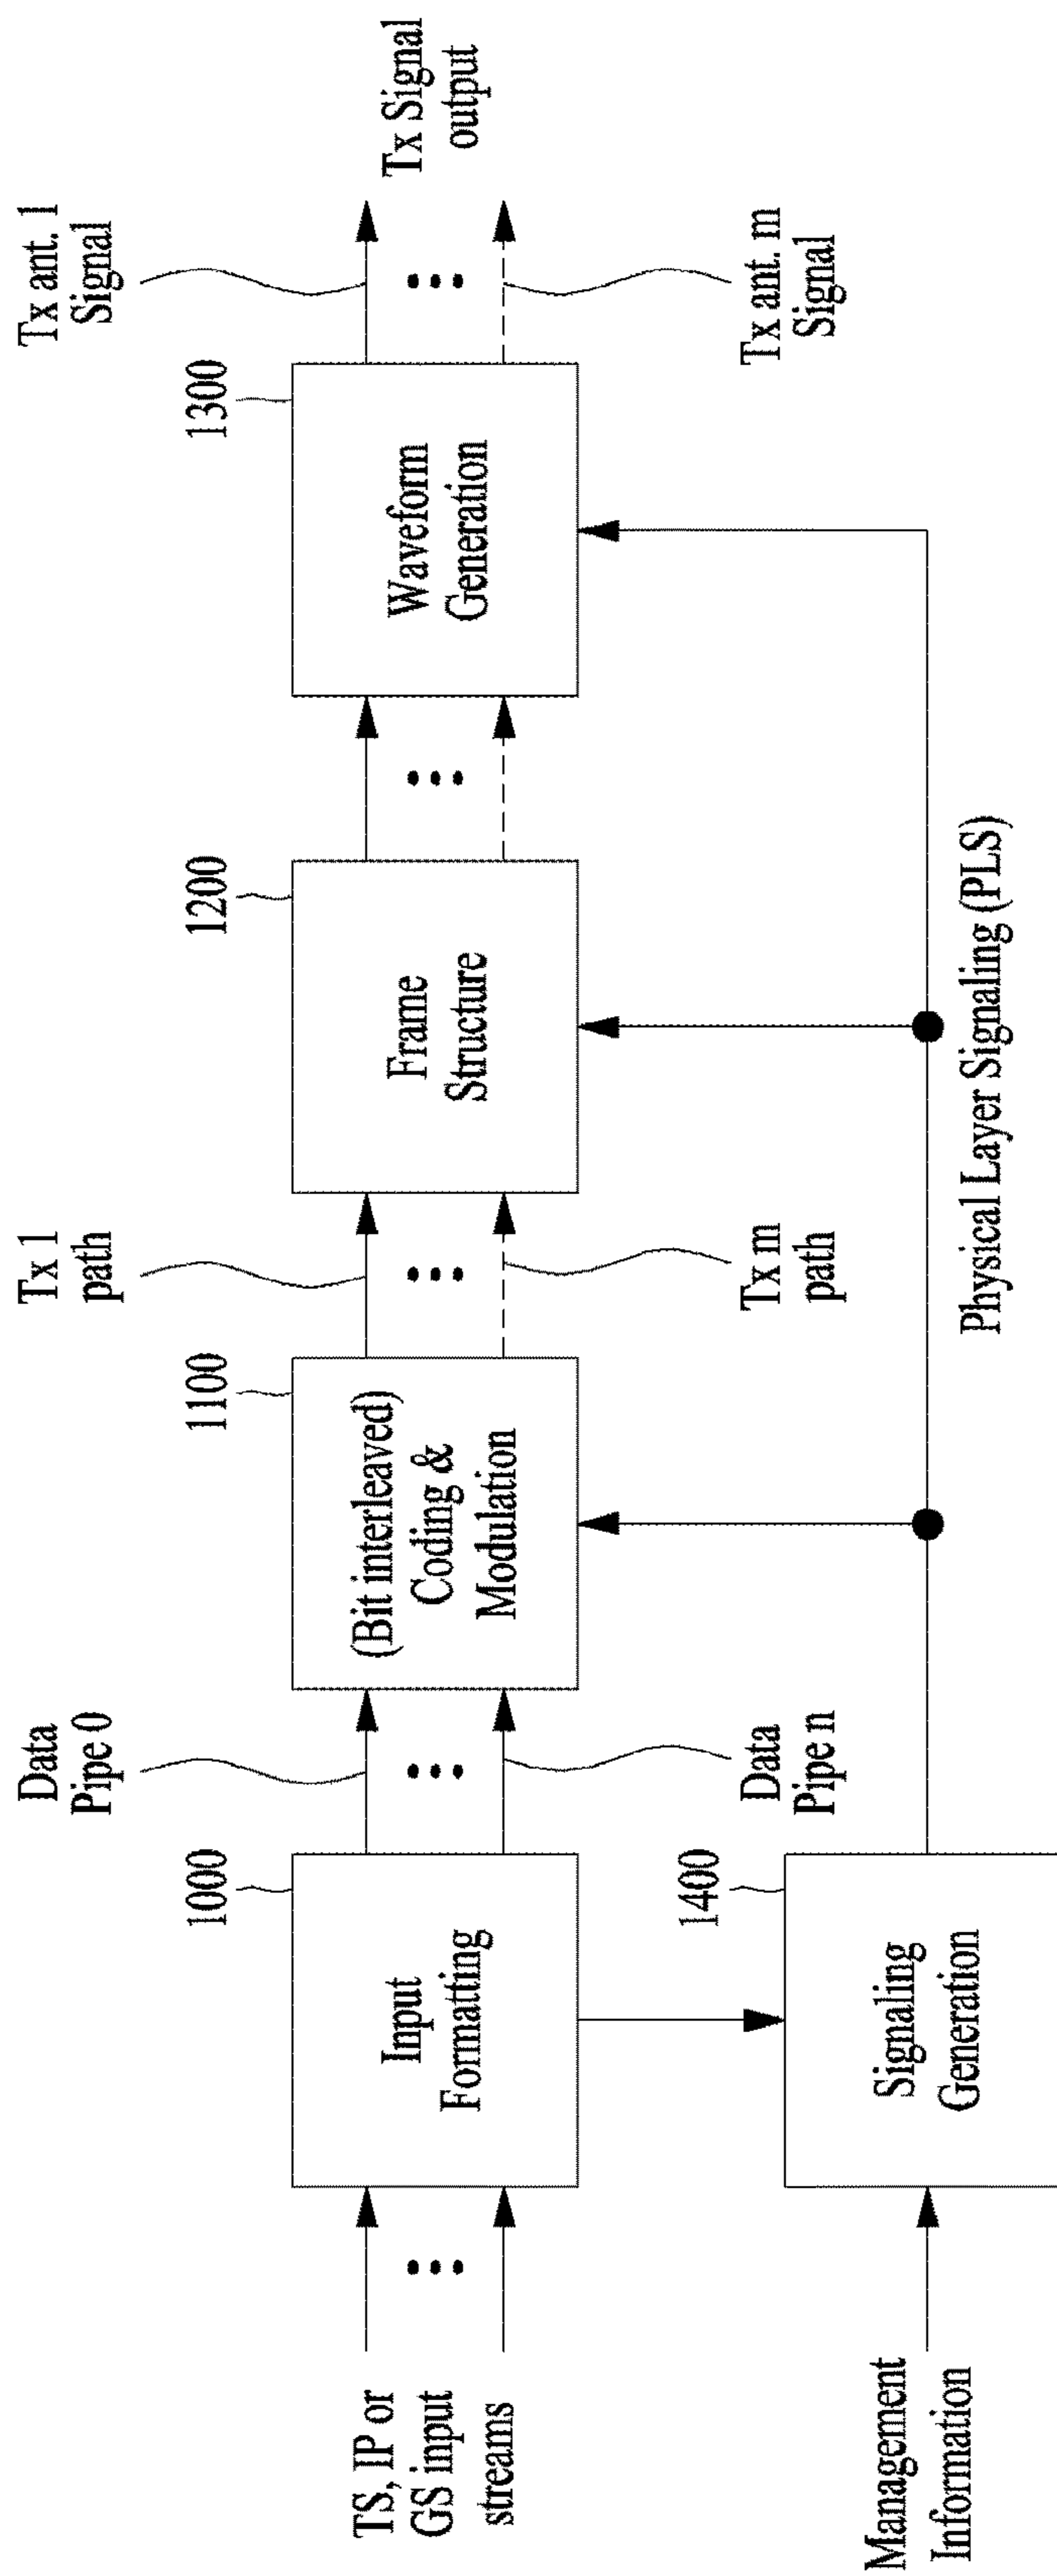 TS, IP or
GS input
streams
1000
Input
Formatting
Data
Pipe 0
Data
Pipe n
1100
(Bit interleaved)
Coding &
Modulation
Tx 1
path
Tx m
path
1200
Frame
Structure
1300
Waveform
Generation
Tx ant. 1
Signal
Tx Signal
output
Tx ant. m
Signal
Management
Information
1400
Signaling
Generation
Physical Layer Signaling (PLS)